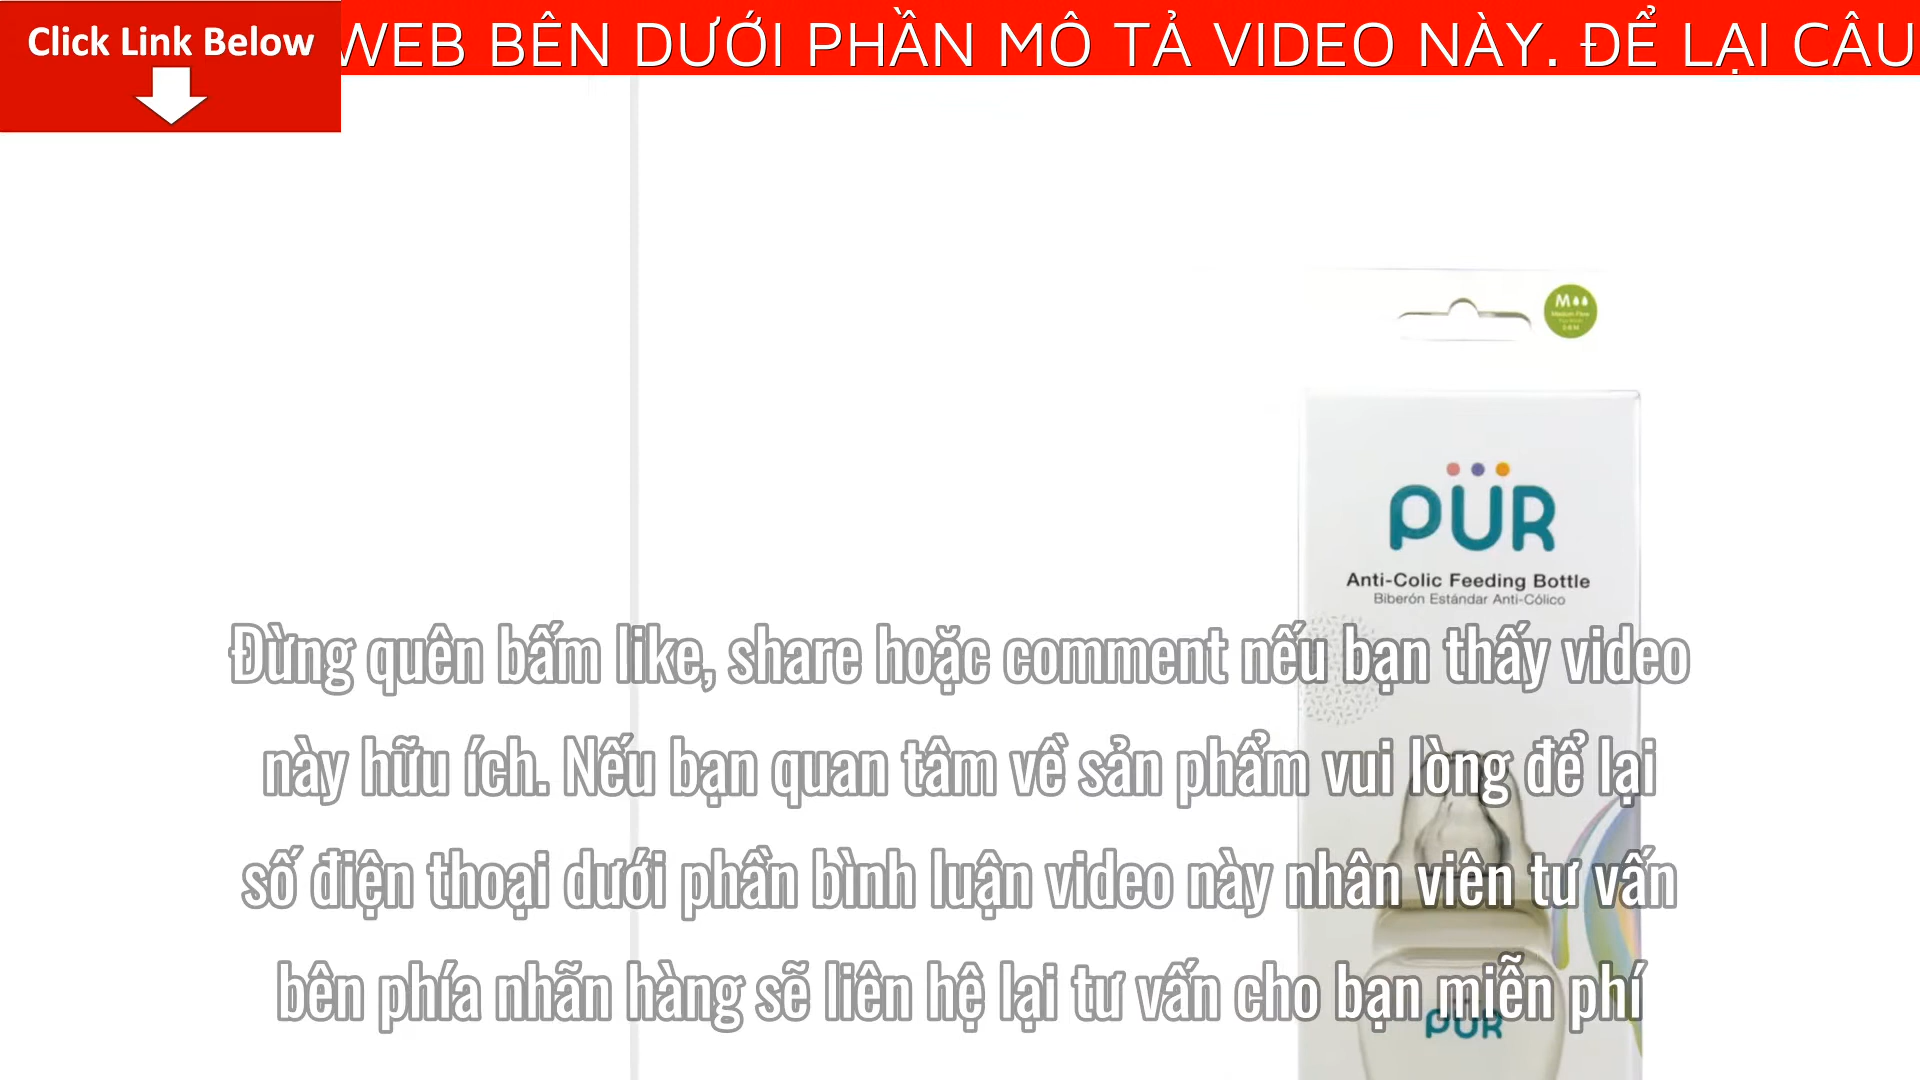 Click Link Below
WEB BÊN DƯỚI PHẦN MÔ TẢ VIDEO NÀY. ĐỂ LẠI CÂU
M
Medium Flow
PUR
Anti-Colic Feeding Bottle
Biberón Estándar Anti-Cólico
Đừng quên bấm like, share hoặc comment nếu bạn thấy video
này hữu ích. Nếu bạn quan tâm về sản phẩm vui lòng để lại
số điện thoại dưới phần bình luận video này nhân viên tư vấn
bên phía nhãn hàng sẽ liên hệ lại tư vấn cho bạn miễn phí
PUR